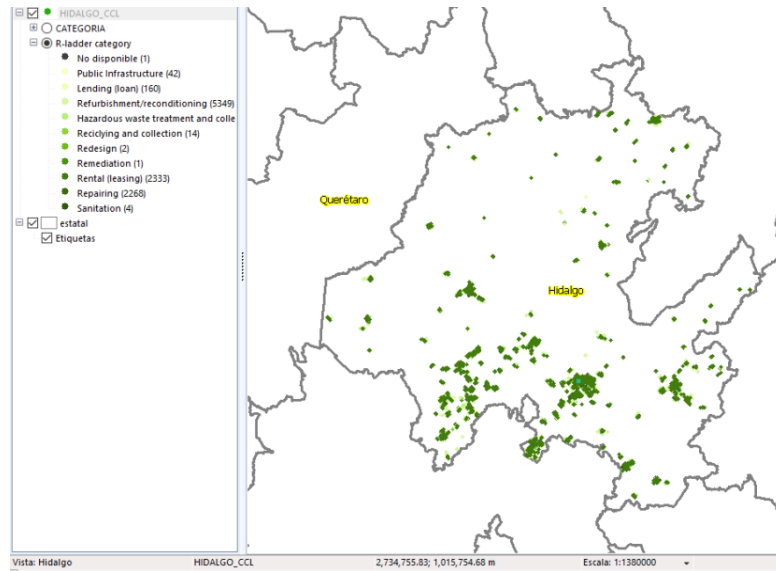 HIDALGO_CCL
CATEGORIA
R-ladder category
No disponible (1)
Public Infrastructure (42)
Lending (loan) (160)
Refurbishment/reconditioning (5349)
Hazardous waste treatment and colle
Reciclying and collection (14)
Redesign (2)
Remediation (1)
Rental (leasing) (2333)
Repairing (2268)
Sanitation (4)
estatal
Etiquetas
Querétaro
Hidalgo
Vista: Hidalgo HIDALGO_CCL 2,734,755.83; 1,015,754.68 m Escala: 1:1380000